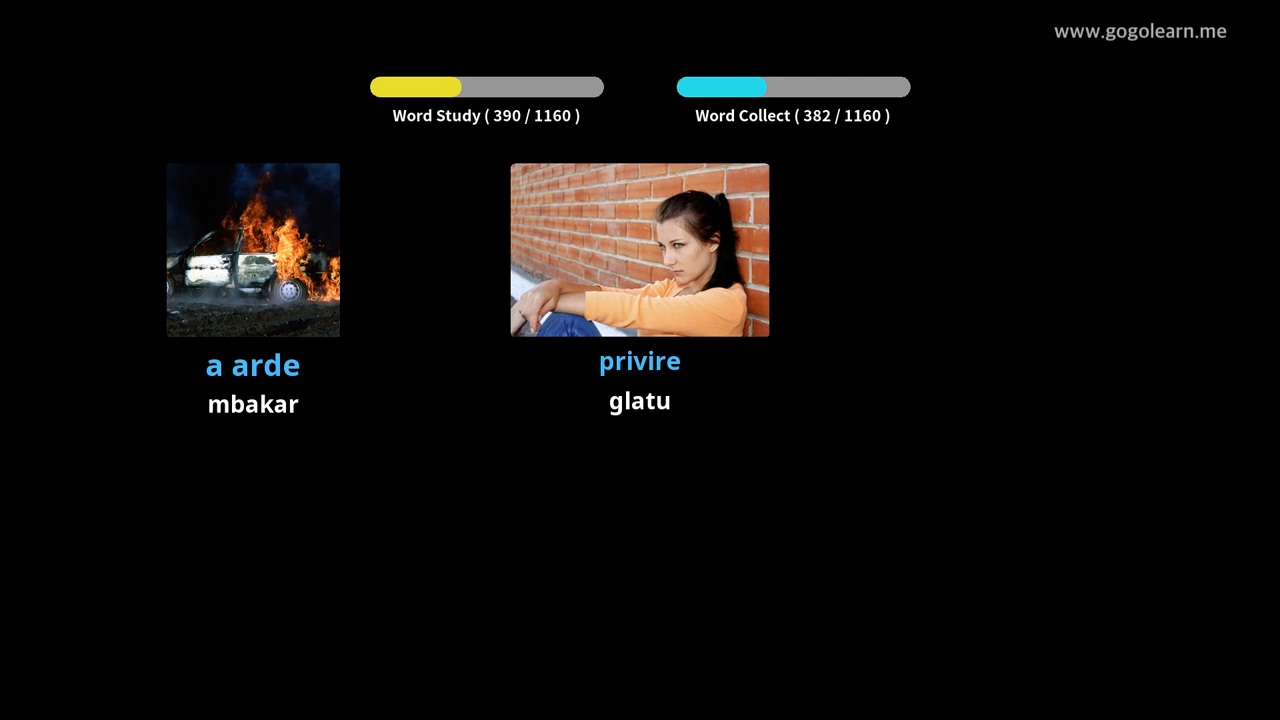 www.gogolearn.me
Word Study ( 390 / 1160 )
Word Collect ( 382 / 1160 )
a arde
mbakar
privire
glatu